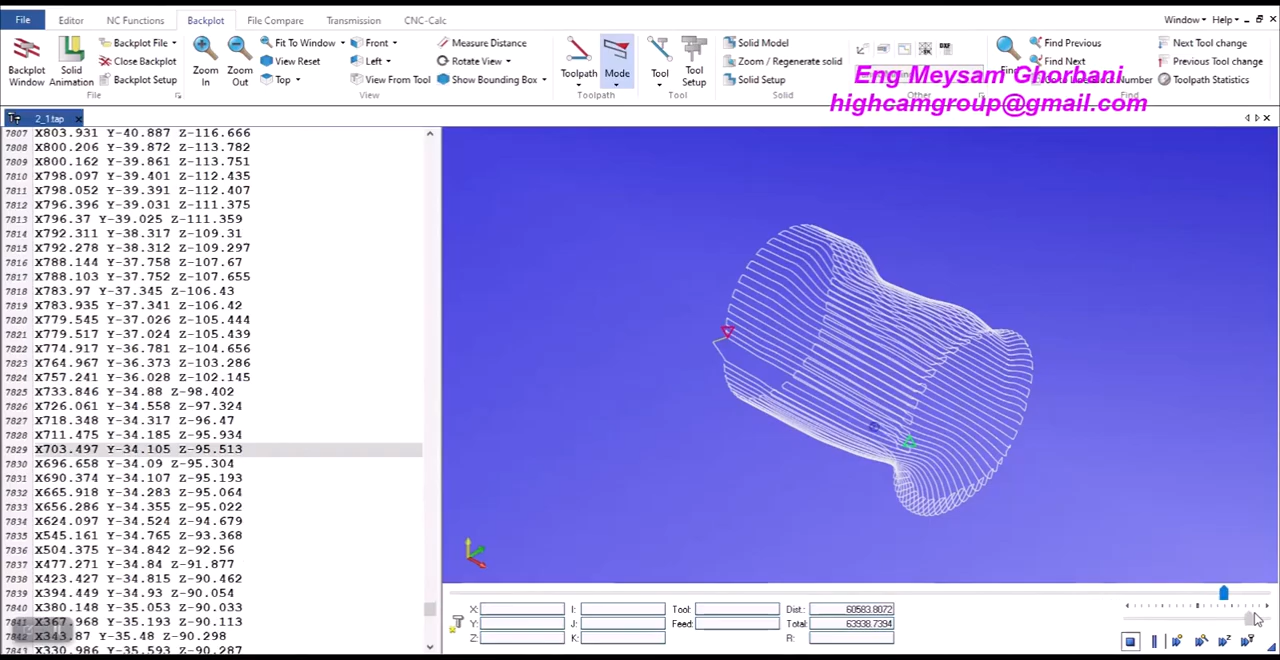 File Editor NC Functions Backplot File Compare Transmission CNC-Calc Window Help
Backplot Window Solid Animation Backplot File Close Backplot Backplot Setup File
Zoom In Zoom Out Fit To Window View Reset Top Front Left View From Tool Measure Distance Rotate View Show Bounding Box View
Toolpath Mode Toolpath
Tool Tool Setup Tool
Solid Model Zoom / Regenerate solid Solid Setup Solid
Other
Find Previous Find Next Number Find
Next Tool change Previous Tool change Toolpath Statistics
Eng Meysam Ghorbani
highcamgroup@gmail.com
2_1.tap
7807 X803.931 Y-40.887 Z-116.666
7808 X800.206 Y-39.872 Z-113.782
7809 X800.162 Y-39.861 Z-113.751
7810 X798.097 Y-39.401 Z-112.435
7811 X798.052 Y-39.391 Z-112.407
7812 X796.396 Y-39.031 Z-111.375
7813 X796.37 Y-39.025 Z-111.359
7814 X792.311 Y-38.317 Z-109.31
7815 X792.278 Y-38.312 Z-109.297
7816 X788.144 Y-37.758 Z-107.67
7817 X788.103 Y-37.752 Z-107.655
7818 X783.97 Y-37.345 Z-106.43
7819 X783.935 Y-37.341 Z-106.42
7820 X779.545 Y-37.026 Z-105.444
7821 X779.517 Y-37.024 Z-105.439
7822 X774.917 Y-36.781 Z-104.656
7823 X764.967 Y-36.373 Z-103.286
7824 X757.241 Y-36.028 Z-102.145
7825 X733.846 Y-34.88 Z-98.402
7826 X726.061 Y-34.558 Z-97.324
7827 X718.348 Y-34.317 Z-96.47
7828 X711.475 Y-34.185 Z-95.934
7829 X703.497 Y-34.105 Z-95.513
7830 X696.658 Y-34.09 Z-95.304
7831 X690.374 Y-34.107 Z-95.193
7832 X665.918 Y-34.283 Z-95.064
7833 X656.286 Y-34.355 Z-95.022
7834 X624.097 Y-34.524 Z-94.679
7835 X545.161 Y-34.765 Z-93.368
7836 X504.375 Y-34.842 Z-92.56
7837 X477.271 Y-34.84 Z-91.877
7838 X423.427 Y-34.815 Z-90.462
7839 X394.449 Y-34.93 Z-90.054
7840 X380.148 Y-35.053 Z-90.033
7841 X367.968 Y-35.193 Z-90.113
7842 X343.87 Y-35.48 Z-90.298
7843 X330.986 Y-35.593 Z-90.287
X: I: Tool: Dist.: 60583.8072
Y: J: Feed: Total: 63938.7394
Z: K: R: